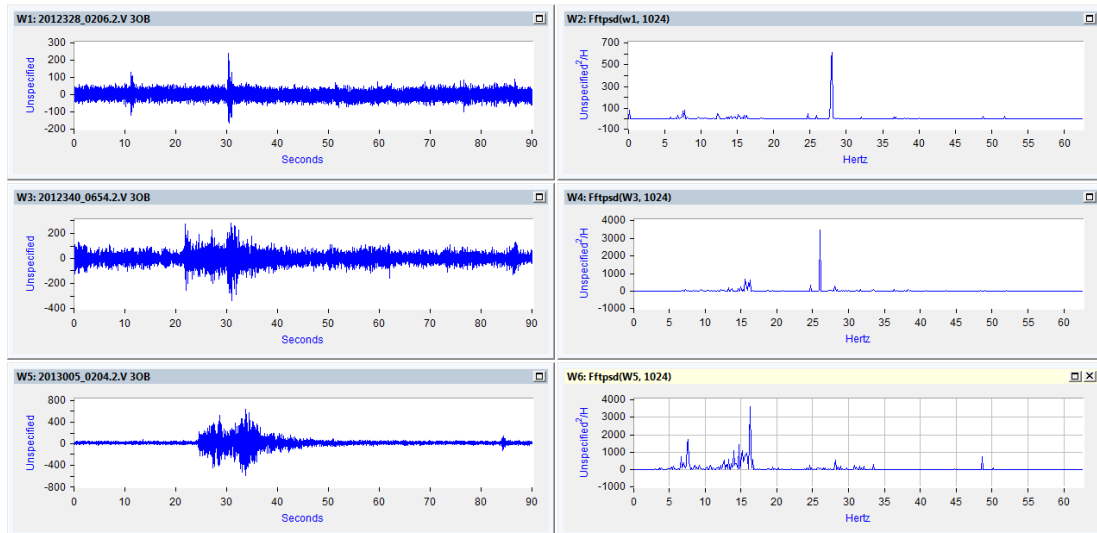 W1: 2012328_0206.2.V 3OB
Unspecified
300
200
100
0
-100
-200
0 10 20 30 40 50 60 70 80 90
Seconds
W2: Fftpsd(w1, 1024)
Unspecified²/H
700
500
300
100
-100
0 5 10 15 20 25 30 35 40 45 50 55 60
Hertz
W3: 2012340_0654.2.V 3OB
Unspecified
200
0
-200
-400
0 10 20 30 40 50 60 70 80 90
Seconds
W4: Fftpsd(W3, 1024)
Unspecified²/H
4000
3000
2000
1000
0
-1000
0 5 10 15 20 25 30 35 40 45 50 55 60
Hertz
W5: 2013005_0204.2.V 3OB
Unspecified
800
400
0
-400
-800
0 10 20 30 40 50 60 70 80 90
Seconds
W6: Fftpsd(W5, 1024)
Unspecified²/H
4000
3000
2000
1000
0
-1000
0 5 10 15 20 25 30 35 40 45 50 55 60
Hertz